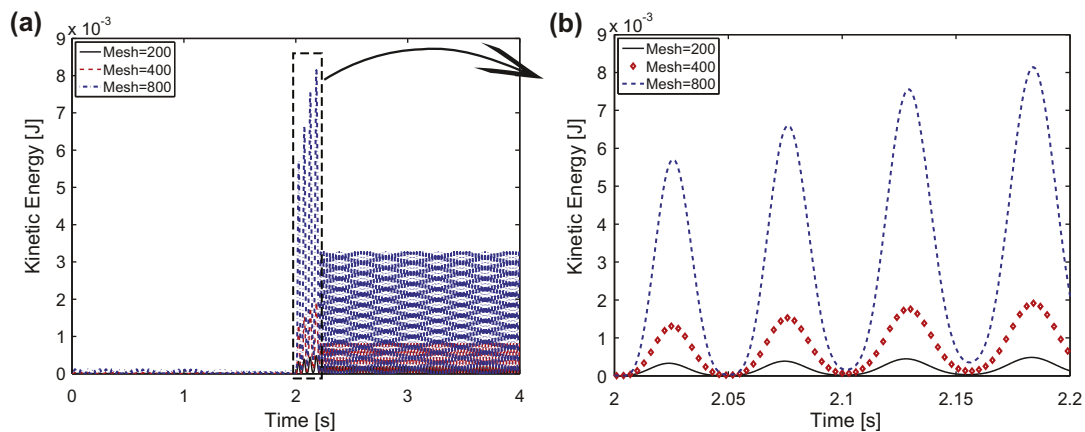 (a)
x 10⁻³
9
8
7
6
5
4
3
2
1
0
Kinetic Energy [J]
Mesh=200
Mesh=400
Mesh=800
0 1 2 3 4
Time [s]
(b)
x 10⁻³
9
8
7
6
5
4
3
2
1
0
Kinetic Energy [J]
Mesh=200
Mesh=400
Mesh=800
2 2.05 2.1 2.15 2.2
Time [s]